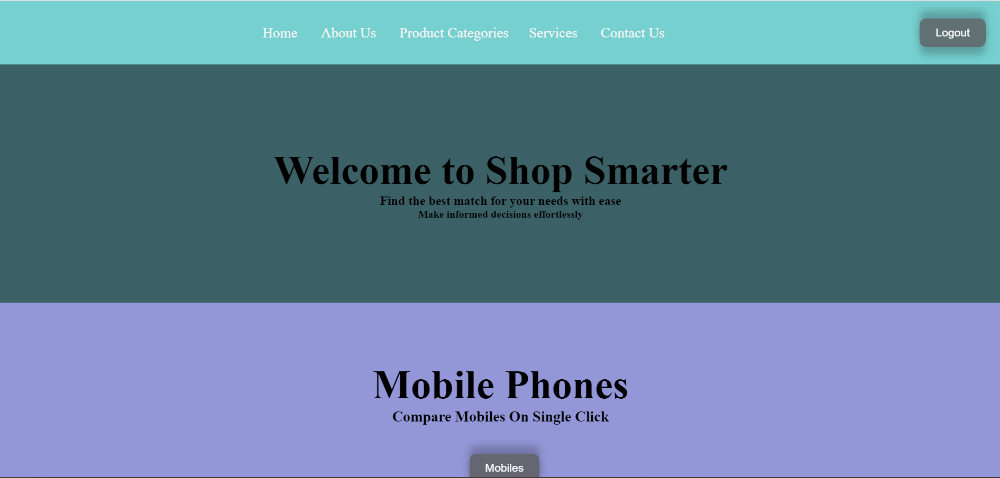 Home About Us Product Categories Services Contact Us Logout
Welcome to Shop Smarter
Find the best match for your needs with ease
Make informed decisions effortlessly
Mobile Phones
Compare Mobiles On Single Click
Mobiles